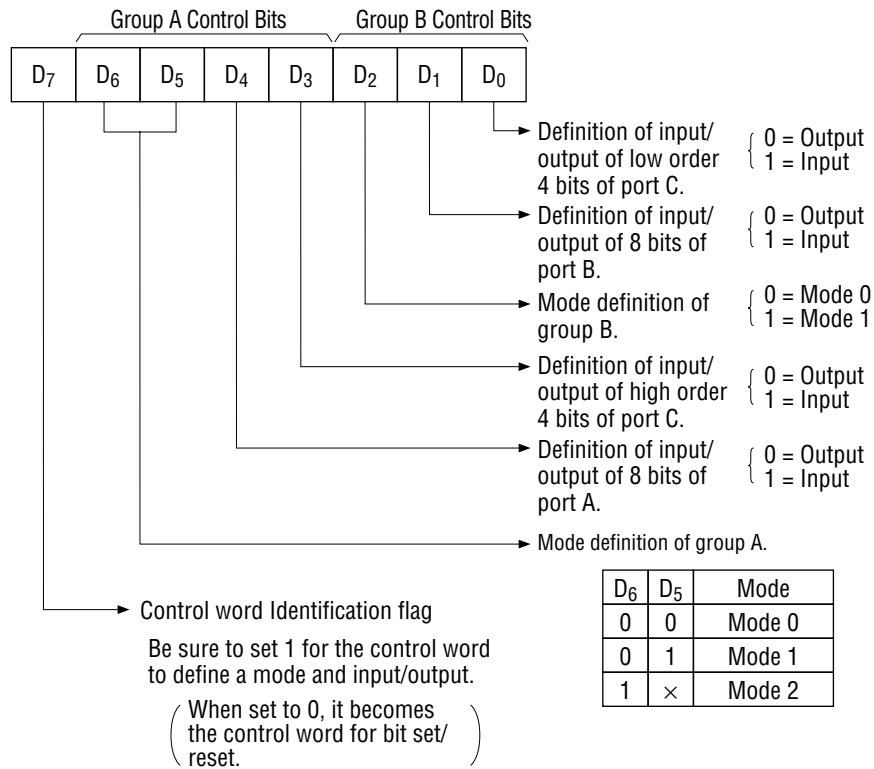 Group A Control Bits Group B Control Bits
D7 D6 D5 D4 D3 D2 D1 D0
Definition of input/
output of low order
4 bits of port C.
0 = Output
1 = Input
Definition of input/
output of 8 bits of
port B.
0 = Output
1 = Input
Mode definition of
group B.
0 = Mode 0
1 = Mode 1
Definition of input/
output of high order
4 bits of port C.
0 = Output
1 = Input
Definition of input/
output of 8 bits of
port A.
0 = Output
1 = Input
Mode definition of group A.
D6 D5 Mode
0 0 Mode 0
0 1 Mode 1
1 × Mode 2
Control word Identification flag
Be sure to set 1 for the control word
to define a mode and input/output.
When set to 0, it becomes
the control word for bit set/
reset.